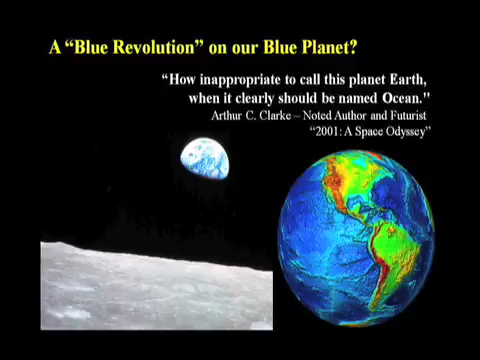 A “Blue Revolution” on our Blue Planet?
“How inappropriate to call this planet Earth,
when it clearly should be named Ocean."
Arthur C. Clarke – Noted Author and Futurist
“2001: A Space Odyssey”